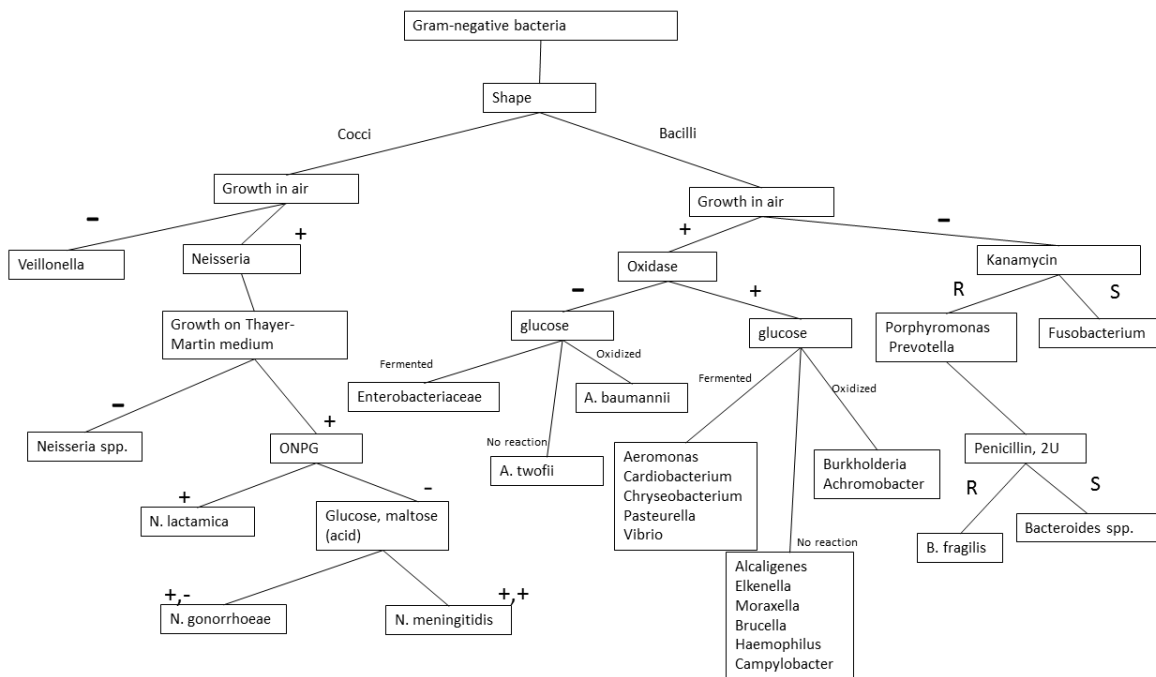 Gram-negative bacteria
Shape
Cocci
Bacilli
Growth in air
Growth in air
-
+
+
-
Veillonella
Neisseria
Oxidase
Kanamycin
-
+
R
S
Growth on Thayer-
Martin medium
glucose
glucose
Porphyromonas
Prevotella
Fusobacterium
Fermented
Oxidized
Fermented
Oxidized
Enterobacteriaceae
A. baumannii
-
+
No reaction
Neisseria spp.
ONPG
A. twofii
Aeromonas
Cardiobacterium
Chryseobacterium
Pasteurella
Vibrio
Burkholderia
Achromobacter
Penicillin, 2U
+
-
R
S
N. lactamica
Glucose, maltose
(acid)
B. fragilis
Bacteroides spp.
No reaction
Alcaligenes
Elkenella
Moraxella
Brucella
Haemophilus
Campylobacter
+,-
+,+
N. gonorrhoeae
N. meningitidis